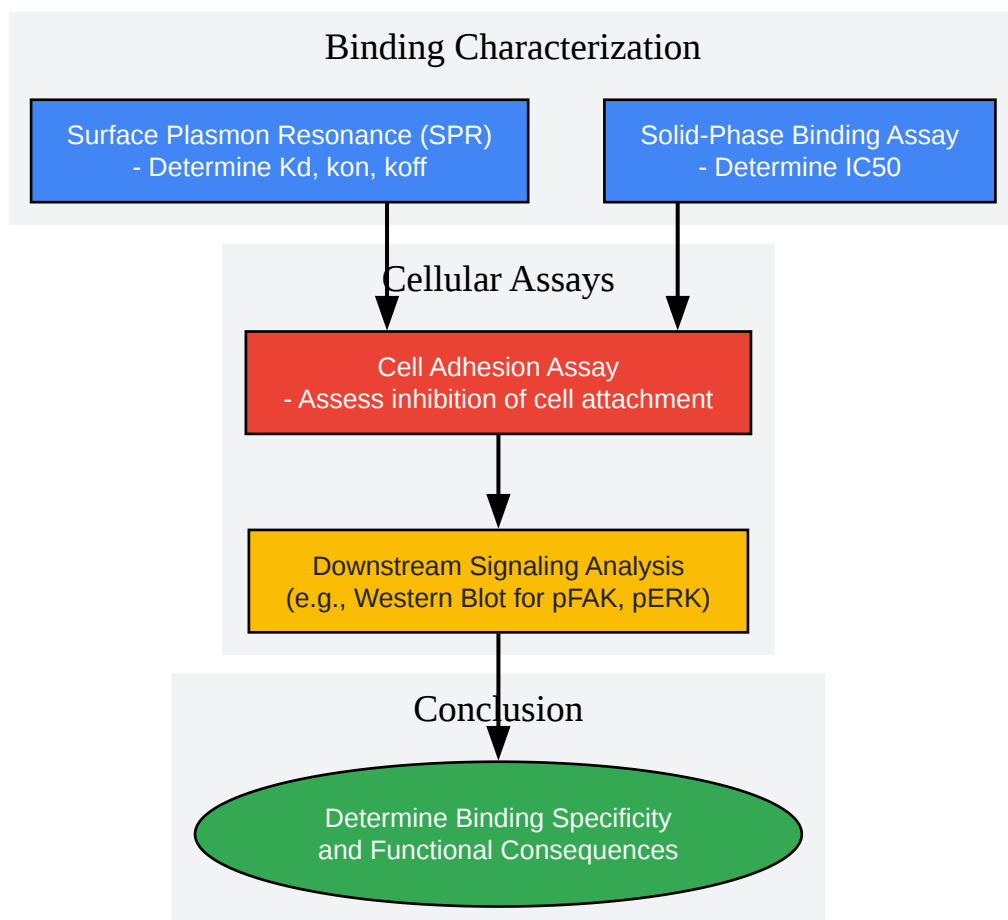 Binding Characterization
Surface Plasmon Resonance (SPR)
- Determine Kd, kon, koff
Solid-Phase Binding Assay
- Determine IC50
Cellular Assays
Cell Adhesion Assay
- Assess inhibition of cell attachment
Downstream Signaling Analysis
(e.g., Western Blot for pFAK, pERK)
Conclusion
Determine Binding Specificity
and Functional Consequences